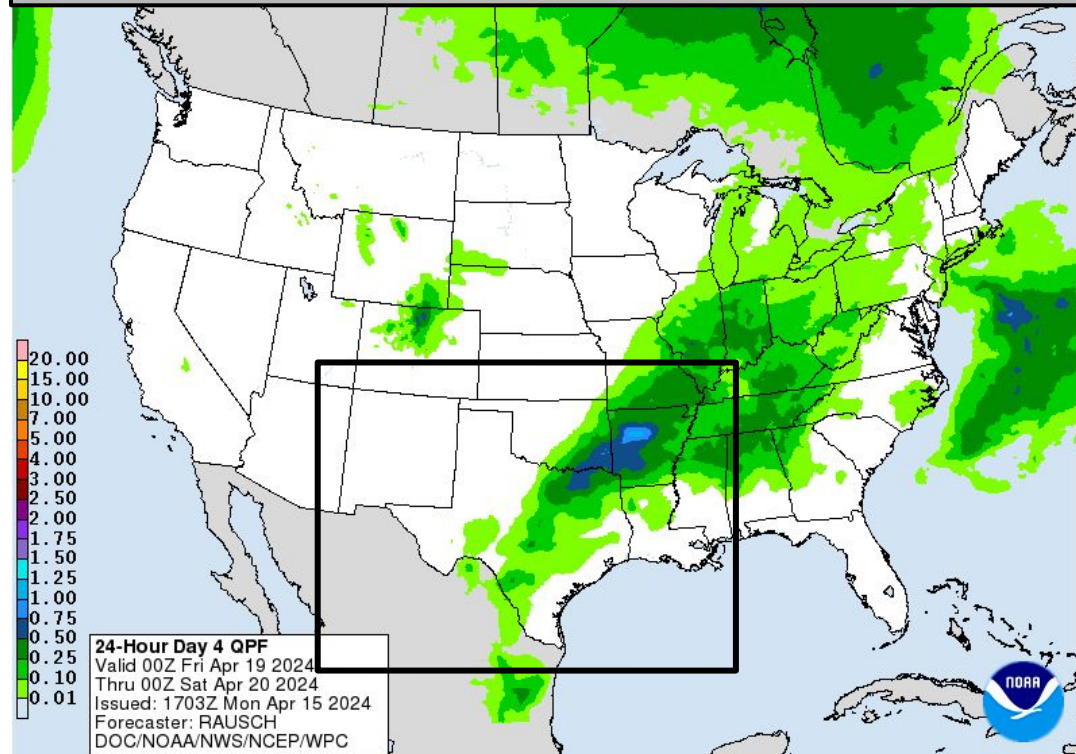 20.00
15.00
10.00
7.00
5.00
4.00
3.00
2.50
2.00
1.75
1.50
1.25
1.00
0.75
0.50
0.25
0.10
0.01
24-Hour Day 4 QPF
Valid 00Z Fri Apr 19 2024
Thru 00Z Sat Apr 20 2024
Issued: 1703Z Mon Apr 15 2024
Forecaster: RAUSCH
DOC/NOAA/NWS/NCEP/WPC
NOAA